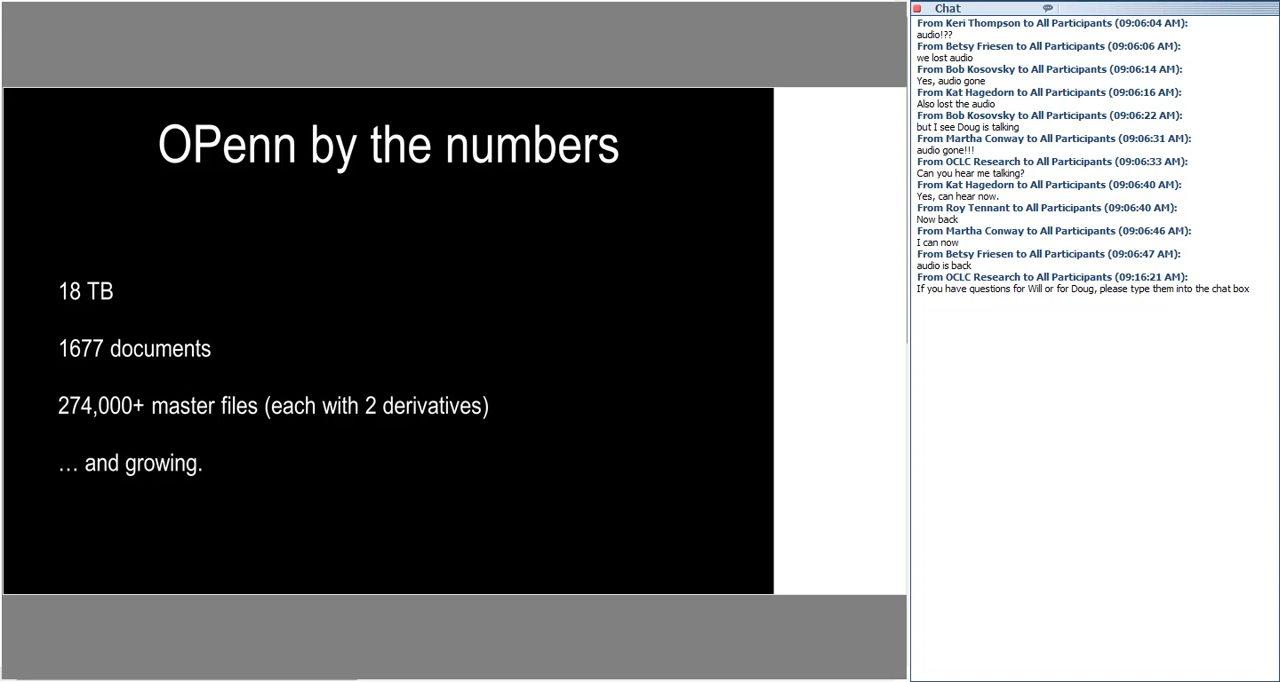 OPenn by the numbers
18 TB
1677 documents
274,000+ master files (each with 2 derivatives)
… and growing.
Chat
From Keri Thompson to All Participants (09:06:04 AM):
audio!??
From Betsy Friesen to All Participants (09:06:06 AM):
we lost audio
From Bob Kosovsky to All Participants (09:06:14 AM):
Yes, audio gone
From Kat Hagedorn to All Participants (09:06:16 AM):
Also lost the audio
From Bob Kosovsky to All Participants (09:06:22 AM):
but I see Doug is talking
From Martha Conway to All Participants (09:06:31 AM):
audio gone!!!
From OCLC Research to All Participants (09:06:33 AM):
Can you hear me talking?
From Kat Hagedorn to All Participants (09:06:40 AM):
Yes, can hear now.
From Roy Tennant to All Participants (09:06:40 AM):
Now back
From Martha Conway to All Participants (09:06:46 AM):
I can now
From Betsy Friesen to All Participants (09:06:47 AM):
audio is back
From OCLC Research to All Participants (09:16:21 AM):
If you have questions for Will or for Doug, please type them into the chat box